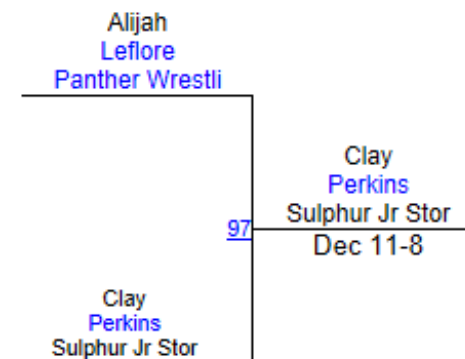 Alijah
Leflore
Panther Wrestli
Clay
Perkins
Sulphur Jr Stor
97
Dec 11-8
Clay
Perkins
Sulphur Jr Stor